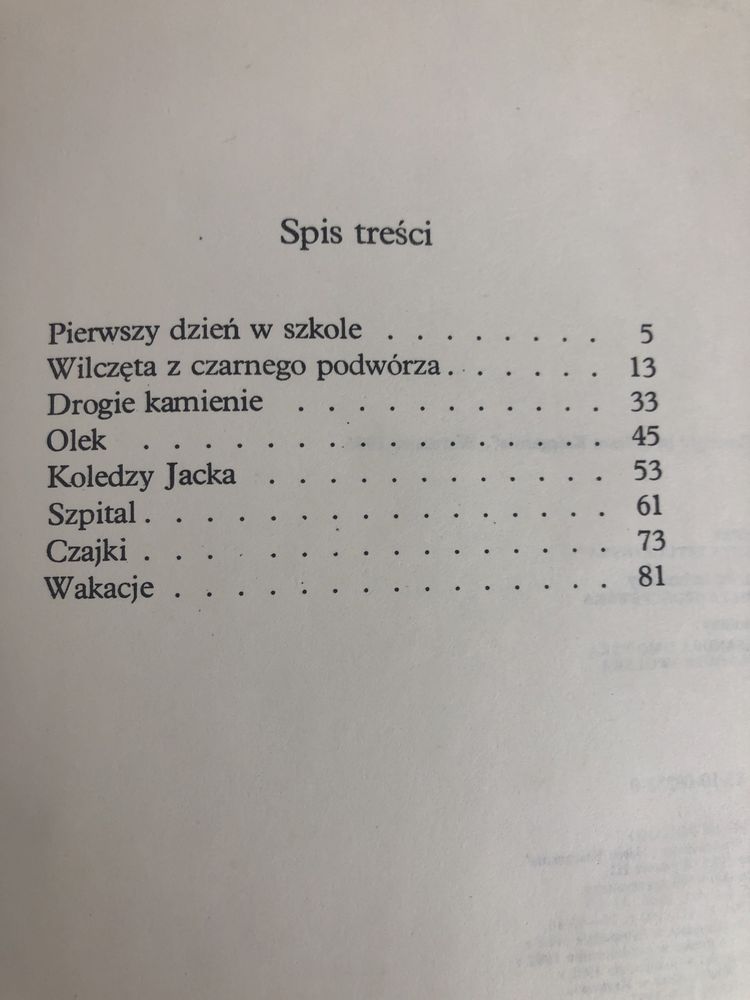 Spis treści
Pierwszy dzień w szkole . . . . . . . . 5
Wilczęta z czarnego podwórza . . . . . . 13
Drogie kamienie . . . . . . . . . . . 33
Olek . . . . . . . . . . . . . . . 45
Koledzy Jacka . . . . . . . . . . . . 53
Szpital . . . . . . . . . . . . . . . . 61
Czajki . . . . . . . . . . . . . . . . 73
Wakacje . . . . . . . . . . . . . . . 81